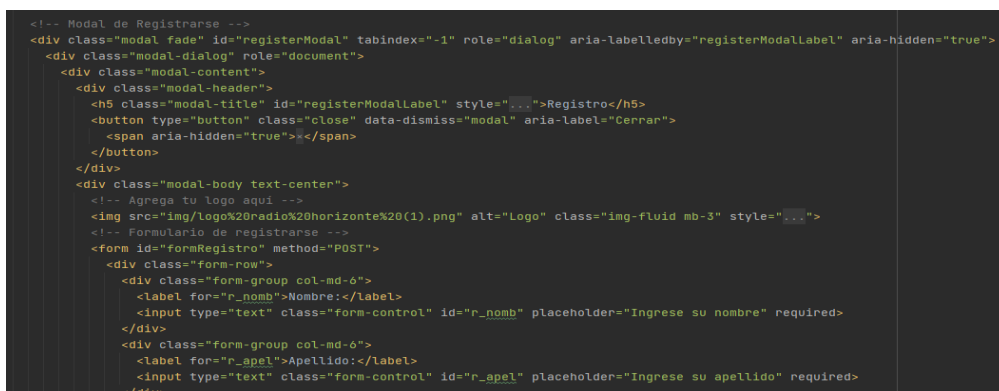 <!-- Modal de Registrarse -->
<div class="modal fade" id="registerModal" tabindex="-1" role="dialog" aria-labelledby="registerModalLabel" aria-hidden="true">
<div class="modal-dialog" role="document">
<div class="modal-content">
<div class="modal-header">
<h5 class="modal-title" id="registerModalLabel" style="...">Registro</h5>
<button type="button" class="close" data-dismiss="modal" aria-label="Cerrar">
<span aria-hidden="true">×</span>
</button>
</div>
<div class="modal-body text-center">
<!-- Agrega tu logo aquí -->
<img src="img/logo%20radio%20horizonte%20(1).png" alt="Logo" class="img-fluid mb-3" style="...">
<!-- Formulario de registrarse -->
<form id="formRegistro" method="POST">
<div class="form-row">
<div class="form-group col-md-6">
<label for="r_nomb">Nombre:</label>
<input type="text" class="form-control" id="r_nomb" placeholder="Ingrese su nombre" required>
</div>
<div class="form-group col-md-6">
<label for="r_apel">Apellido:</label>
<input type="text" class="form-control" id="r_apel" placeholder="Ingrese su apellido" required>